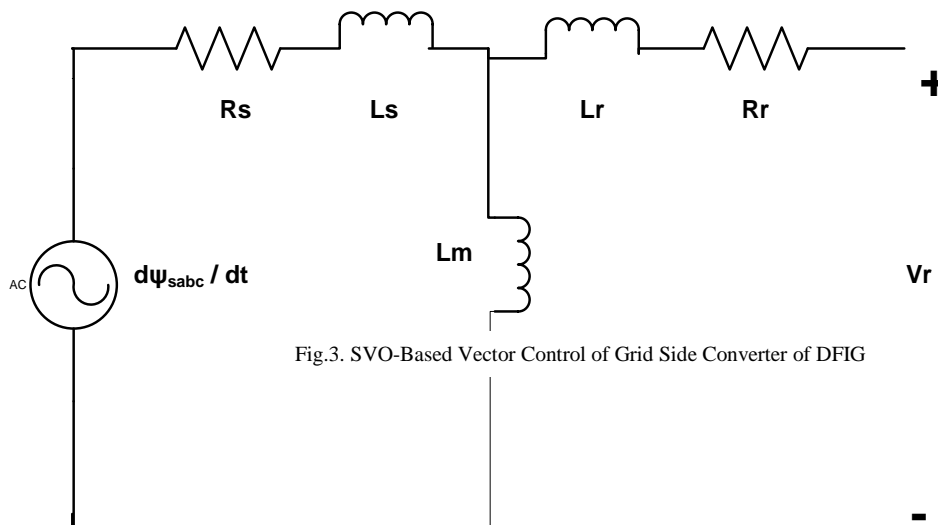 Rs
Ls
Lr
Rr
+
Lm
AC
dψsabc / dt
Vr
Fig.3. SVO-Based Vector Control of Grid Side Converter of DFIG
-